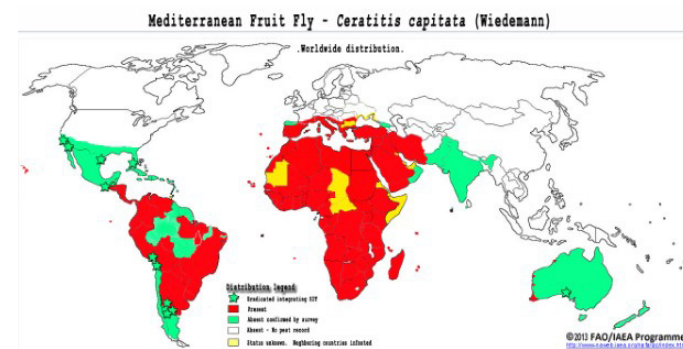 Mediterranean Fruit Fly - Ceratitis capitata (Wiedemann)
.Worldwide distribution.
Distribution legend
Eradicated integrating SIT
Present
Absent confirmed by survey
Absent - No pest record
Status unknown. Neighboring countries infested
©2013 FAO/IAEA Programme